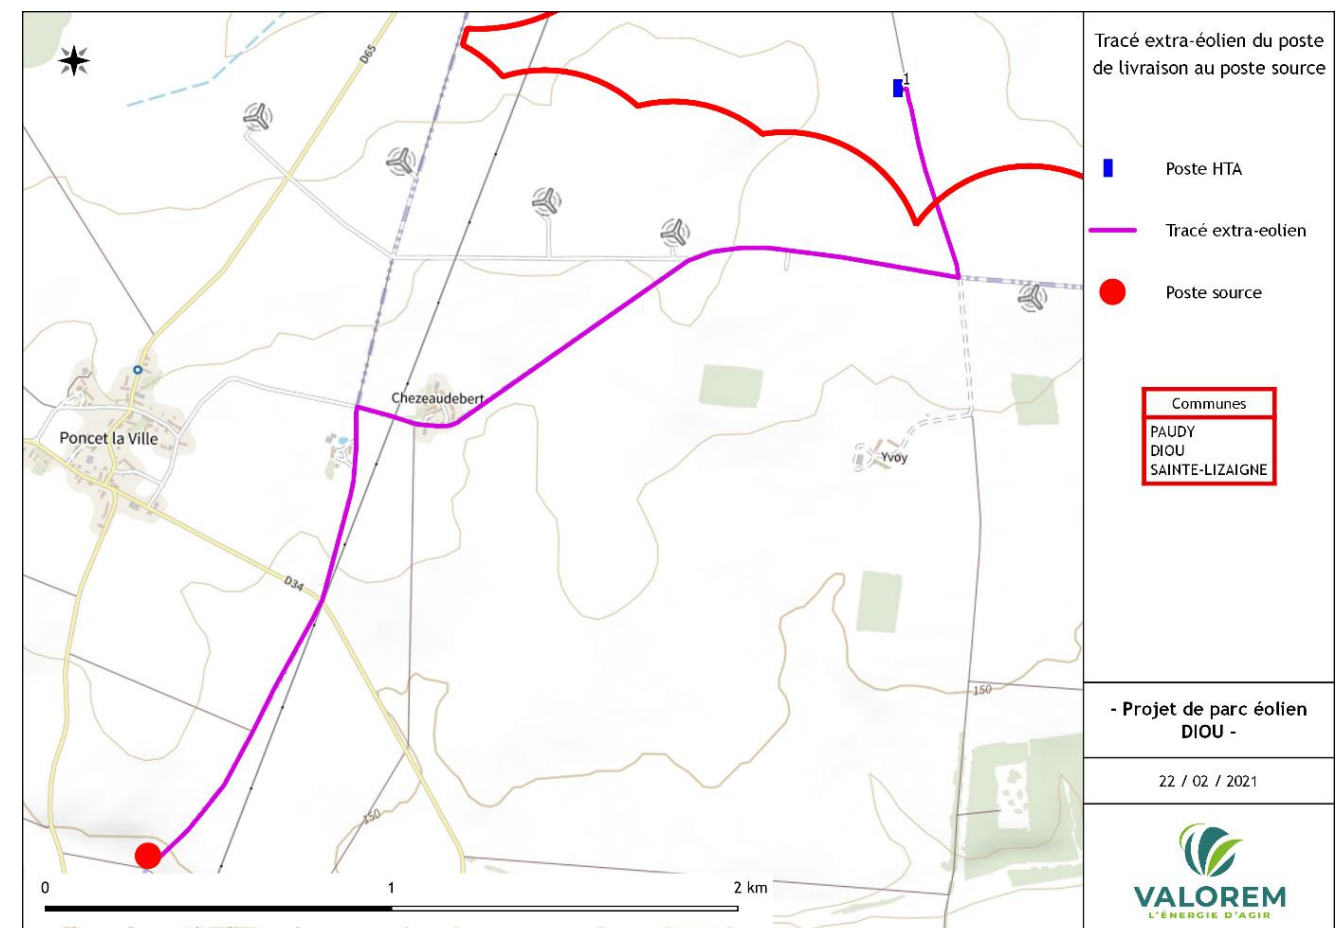 Tracé extra-éolien du poste
de livraison au poste source
Poste HTA
Tracé extra-eolien
Poste source
Communes
PAUDY
DIOU
SAINTE-LIZAIGNE
- Projet de parc éolien
DIOU -
22 / 02 / 2021
VALOREM
L'ÉNERGIE D'AGIR
D65
1
Chezeaudebert
Poncet la Ville
Yvoy
D34
150
150
0 1 2 km